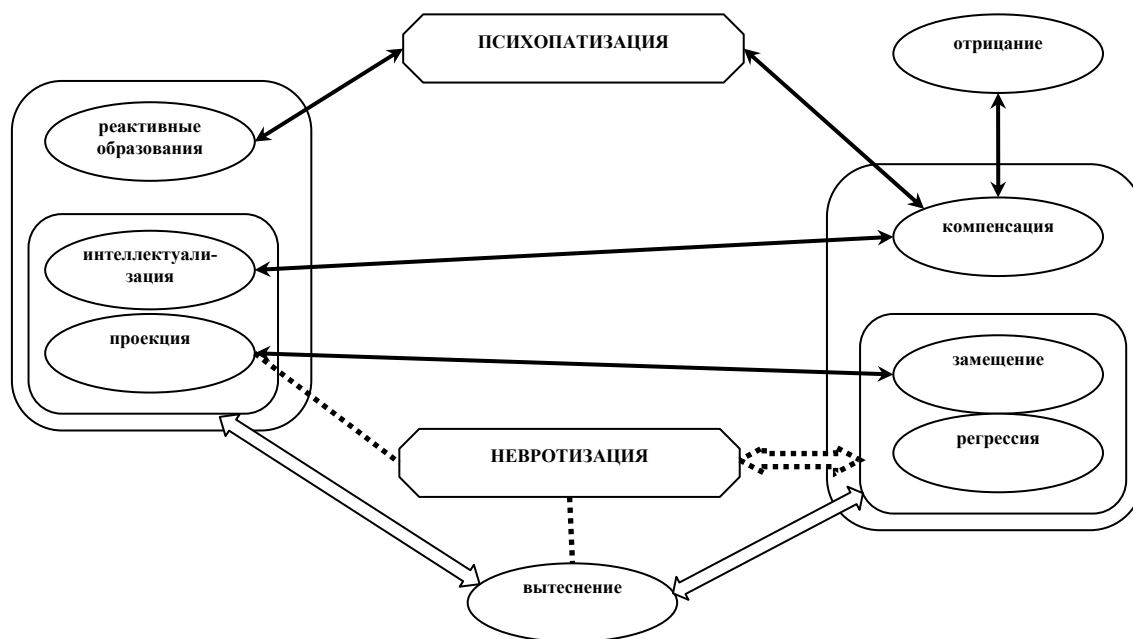 ПСИХОПАТИЗАЦИЯ
отрицание
реактивные
образования
компенсация
интеллектуали-
зация
проекция
замещение
регрессия
НЕВРОТИЗАЦИЯ
вытеснение